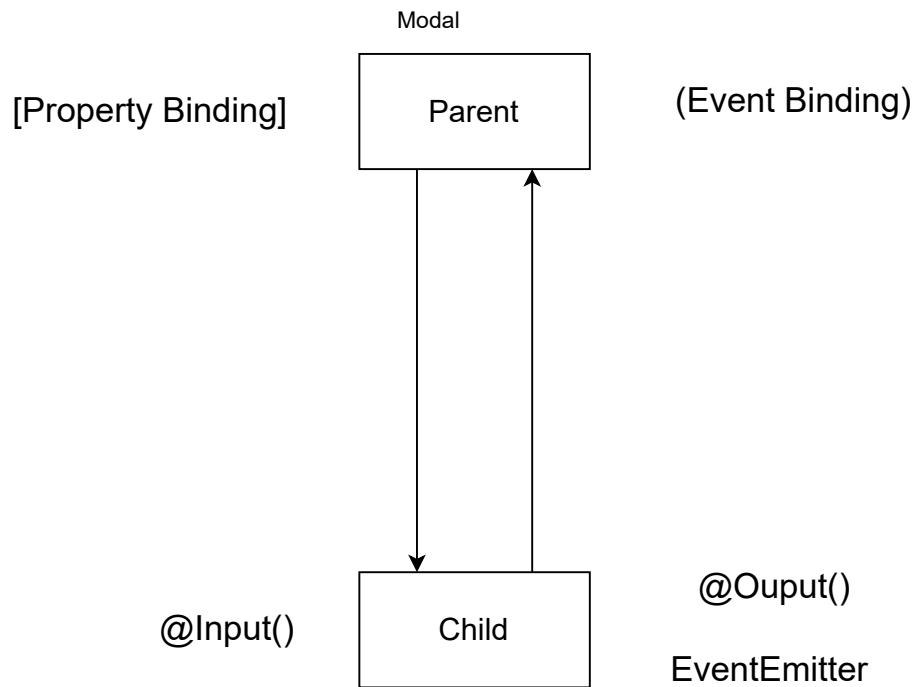 Modal
[Property Binding]
Parent
(Event Binding)
@Input()
Child
@Ouput()
EventEmitter